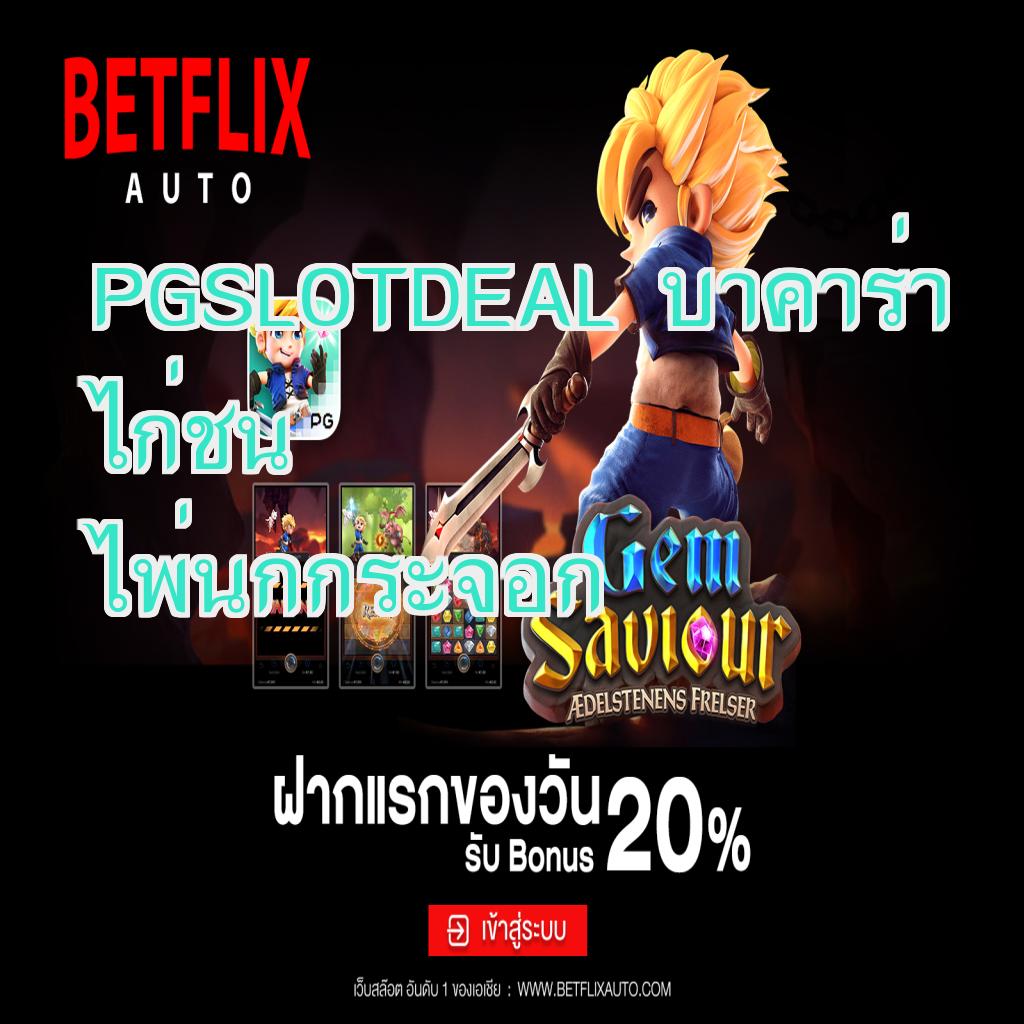 BETFLIX
AUTO
PGSLOTDEAL บาคาร่า
ไก่ชน
PG
ไพ่นกกระจอก
Gem
Saviour
ÆDELSTENENS FRELSER
ฝากแรกของวัน
รับ Bonus 20%
เข้าสู่ระบบ
เว็บสล๊อต อันดับ 1 ของเอเชีย : WWW.BETFLIXAUTO.COM